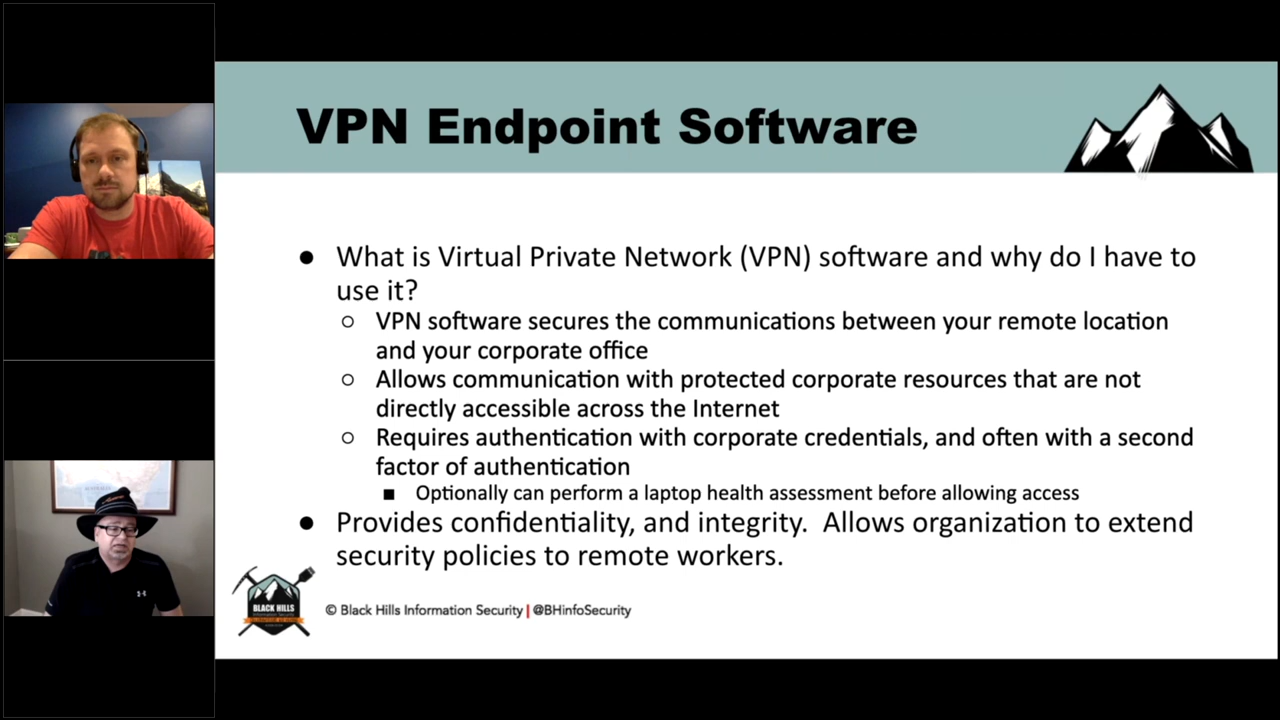 VPN Endpoint Software
● What is Virtual Private Network (VPN) software and why do I have to
use it?
○ VPN software secures the communications between your remote location
and your corporate office
○ Allows communication with protected corporate resources that are not
directly accessible across the Internet
○ Requires authentication with corporate credentials, and often with a second
factor of authentication
■ Optionally can perform a laptop health assessment before allowing access
● Provides confidentiality, and integrity.  Allows organization to extend
security policies to remote workers.
BLACK HILLS
Information Security
© Black Hills Information Security | @BHinfoSecurity